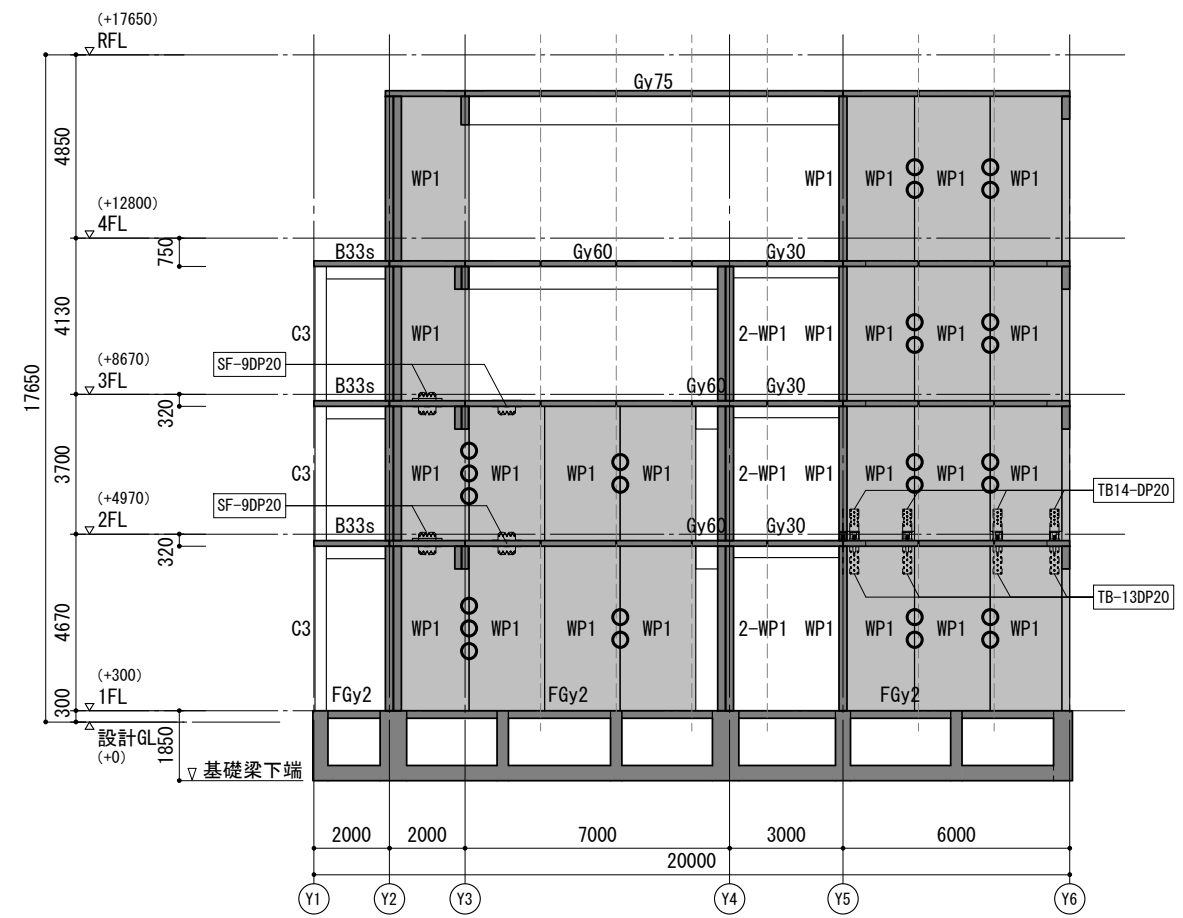 (+17650)
RFL
Gy75
4850
WP1
WP1
WP1
WP1
WP1
(+12800)
4FL
750
B33s
Gy60
Gy30
4130
C3
WP1
2-WP1
WP1
WP1
WP1
WP1
SF-9DP20
17650
(+8670)
3FL
320
B33s
Gy60
Gy30
3700
C3
WP1
WP1
WP1
WP1
2-WP1
WP1
WP1
WP1
WP1
TB14-DP20
SF-9DP20
(+4970)
2FL
320
B33s
Gy60
Gy30
TB-13DP20
4670
C3
WP1
WP1
WP1
WP1
2-WP1
WP1
WP1
WP1
WP1
(+300)
1FL
300
FGy2
FGy2
FGy2
設計GL
(+0)
1850
基礎梁下端
2000
2000
7000
3000
6000
20000
Y1
Y2
Y3
Y4
Y5
Y6